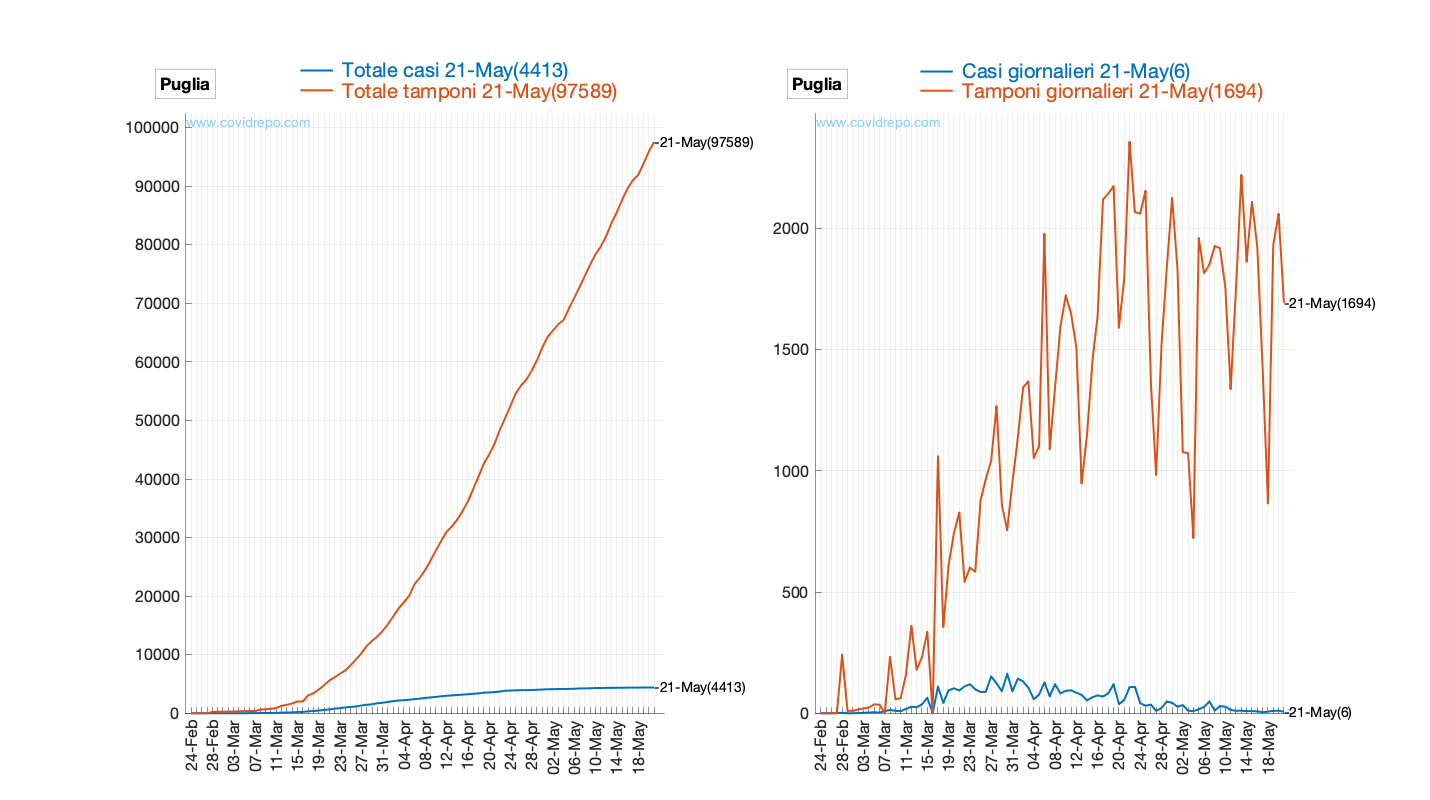 Puglia
Totale casi 21-May(4413)
Totale tamponi 21-May(97589)
www.covidrepo.com
100000
90000
80000
70000
60000
50000
40000
30000
20000
10000
0
-21-May(97589)
-21-May(4413)
24-Feb
28-Feb
03-Mar
07-Mar
11-Mar
15-Mar
19-Mar
23-Mar
27-Mar
31-Mar
04-Apr
08-Apr
12-Apr
16-Apr
20-Apr
24-Apr
28-Apr
02-May
06-May
10-May
14-May
18-May
Puglia
Casi giornalieri 21-May(6)
Tamponi giornalieri 21-May(1694)
www.covidrepo.com
2000
1500
1000
500
0
-21-May(1694)
-21-May(6)
24-Feb
28-Feb
03-Mar
07-Mar
11-Mar
15-Mar
19-Mar
23-Mar
27-Mar
31-Mar
04-Apr
08-Apr
12-Apr
16-Apr
20-Apr
24-Apr
28-Apr
02-May
06-May
10-May
14-May
18-May